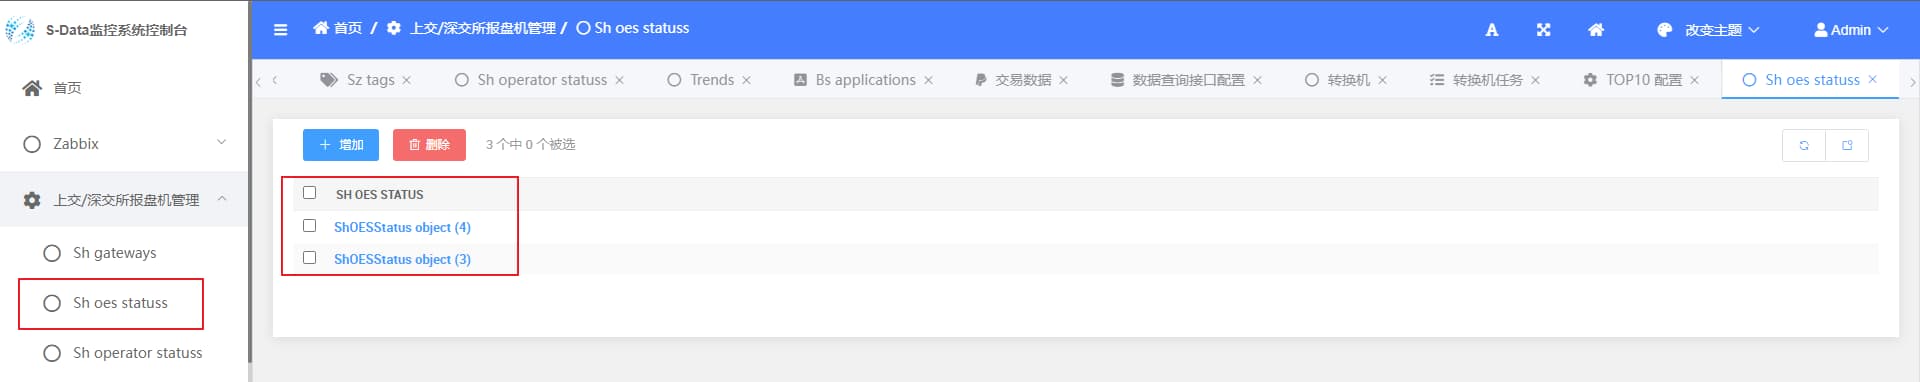 S-Data监控系统控制台
首页 / 上交/深交所报盘机管理 / Sh oes statuss
改变主题
Admin
Sz tags
Sh operator statuss
Trends
Bs applications
交易数据
数据查询接口配置
转换机
转换机任务
TOP10 配置
Sh oes statuss
首页
Zabbix
上交/深交所报盘机管理
Sh gateways
Sh oes statuss
Sh operator statuss
增加
删除
3 个中 0 个被选
SH OES STATUS
ShOESStatus object (4)
ShOESStatus object (3)